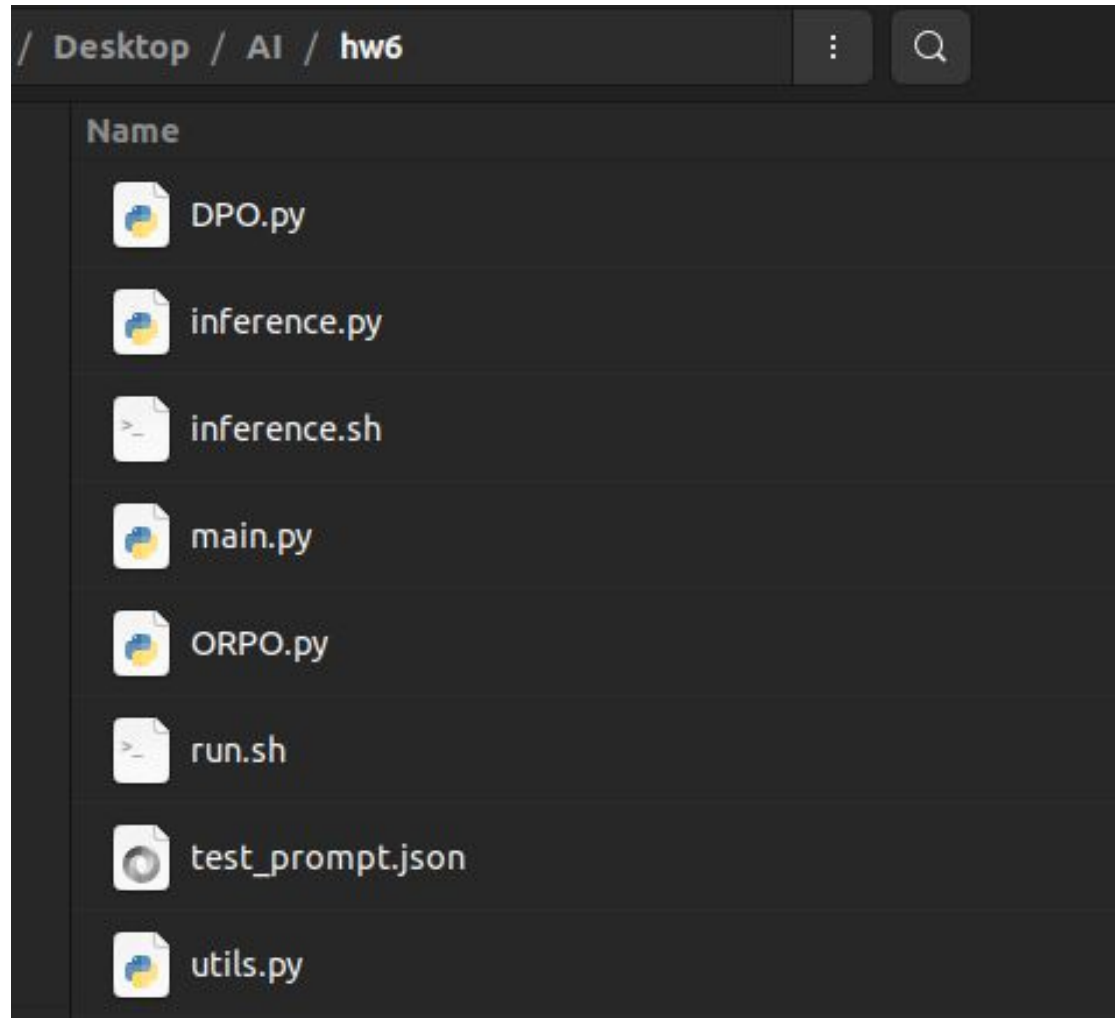 / Desktop / AI / hw6
Name
DPO.py
inference.py
>_ inference.sh
main.py
ORPO.py
>_ run.sh
test_prompt.json
utils.py